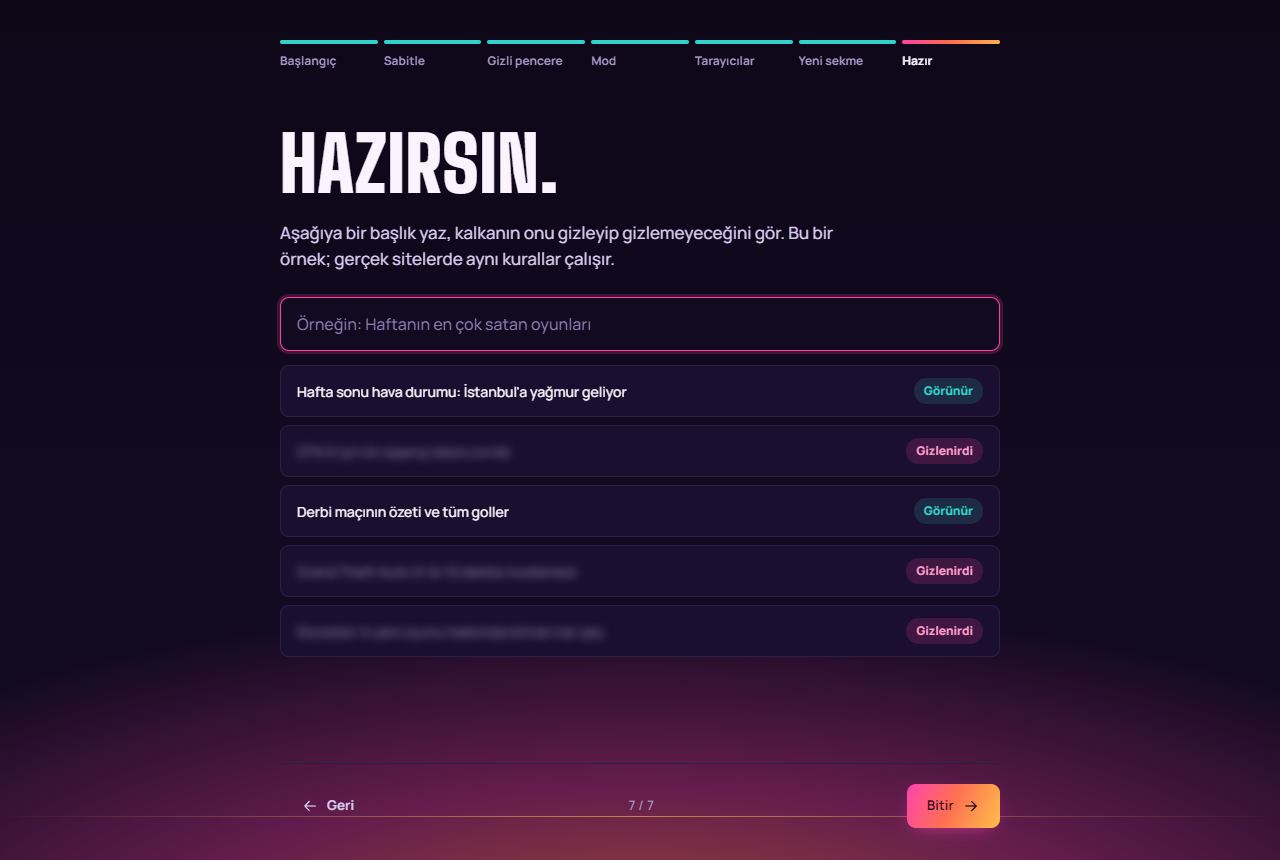 Başlangıç
Sabitle
Gizli pencere
Mod
Tarayıcılar
Yeni sekme
Hazır
HAZIRSIN.
Aşağıya bir başlık yaz, kalkanın onu gizleyip gizlemeyeceğini gör. Bu bir
örnek; gerçek sitelerde aynı kurallar çalışır.
Örneğin: Haftanın en çok satan oyunları
Hafta sonu hava durumu: İstanbul'a yağmur geliyor
Görünür
Gizlenirdi
Derbi maçının özeti ve tüm goller
Görünür
Gizlenirdi
Gizlenirdi
← Geri
7 / 7
Bitir →